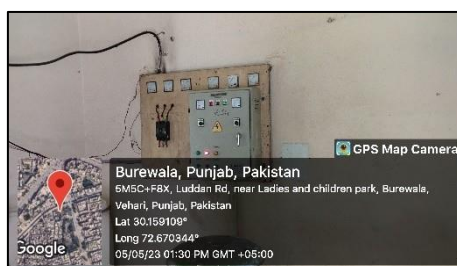 GPS Map Camera
Burewala, Punjab, Pakistan
5M5C+F8X, Luddan Rd, near Ladies and children park, Burewala,
Vehari, Punjab, Pakistan
Lat 30.159109°
Long 72.670344°
05/05/23 01:30 PM GMT +05:00
Google